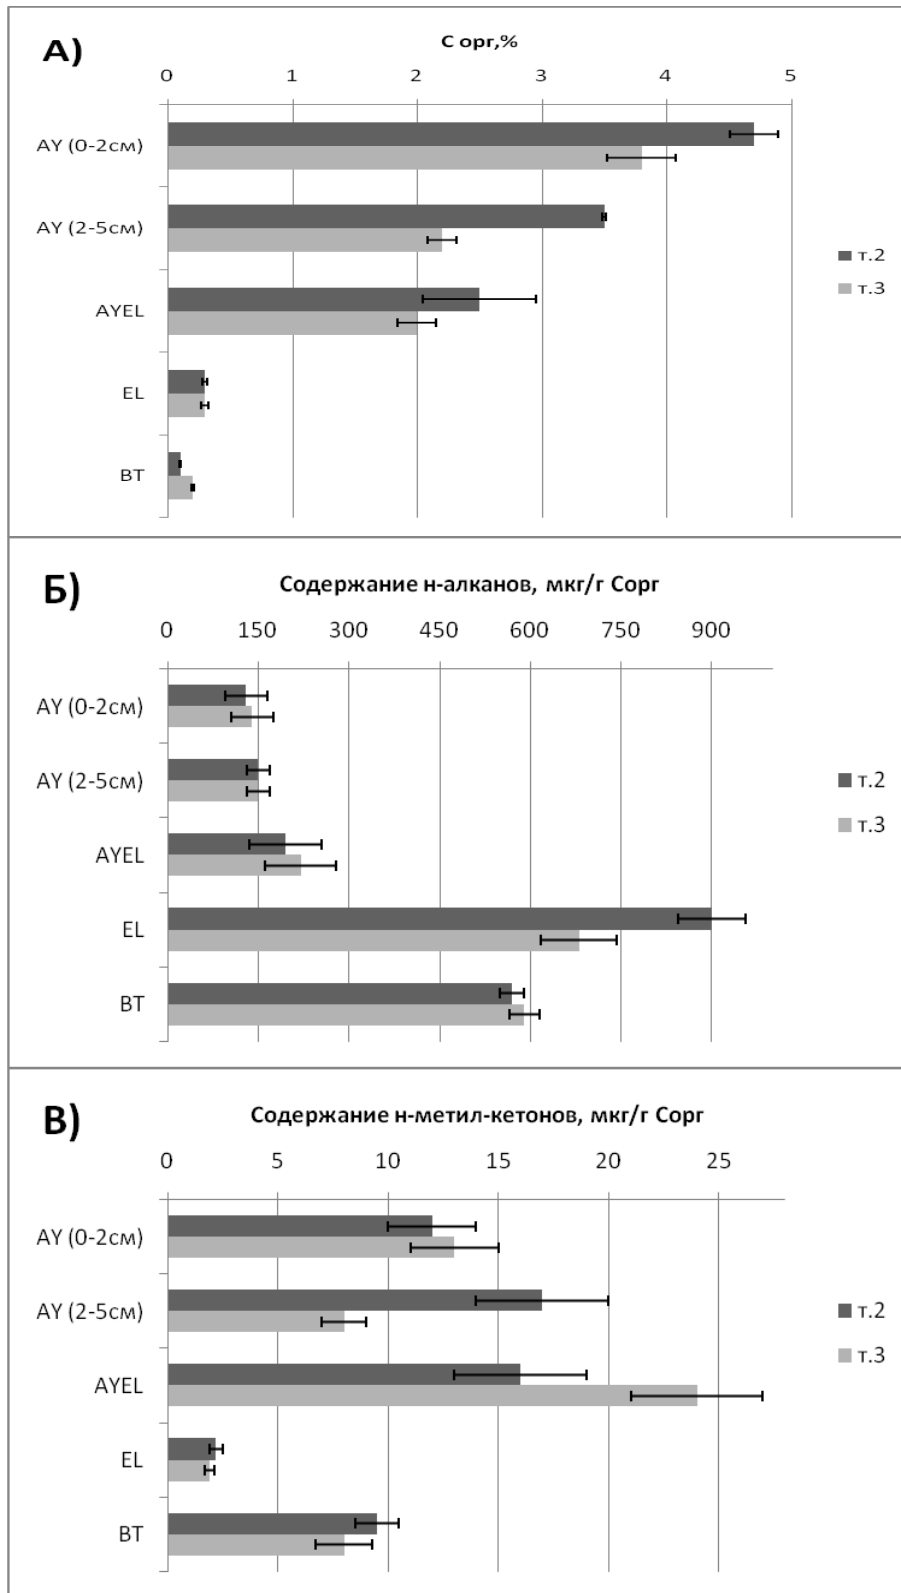 А)
С орг,%
0 1 2 3 4 5
AY (0-2см)
AY (2-5см)
AYEL
EL
BT
т.2
т.3
Б)
Содержание н-алканов, мкг/г Сорг
0 150 300 450 600 750 900
AY (0-2см)
AY (2-5см)
AYEL
EL
BT
т.2
т.3
В)
Содержание н-метил-кетонов, мкг/г Сорг
0 5 10 15 20 25
AY (0-2см)
AY (2-5см)
AYEL
EL
BT
т.2
т.3